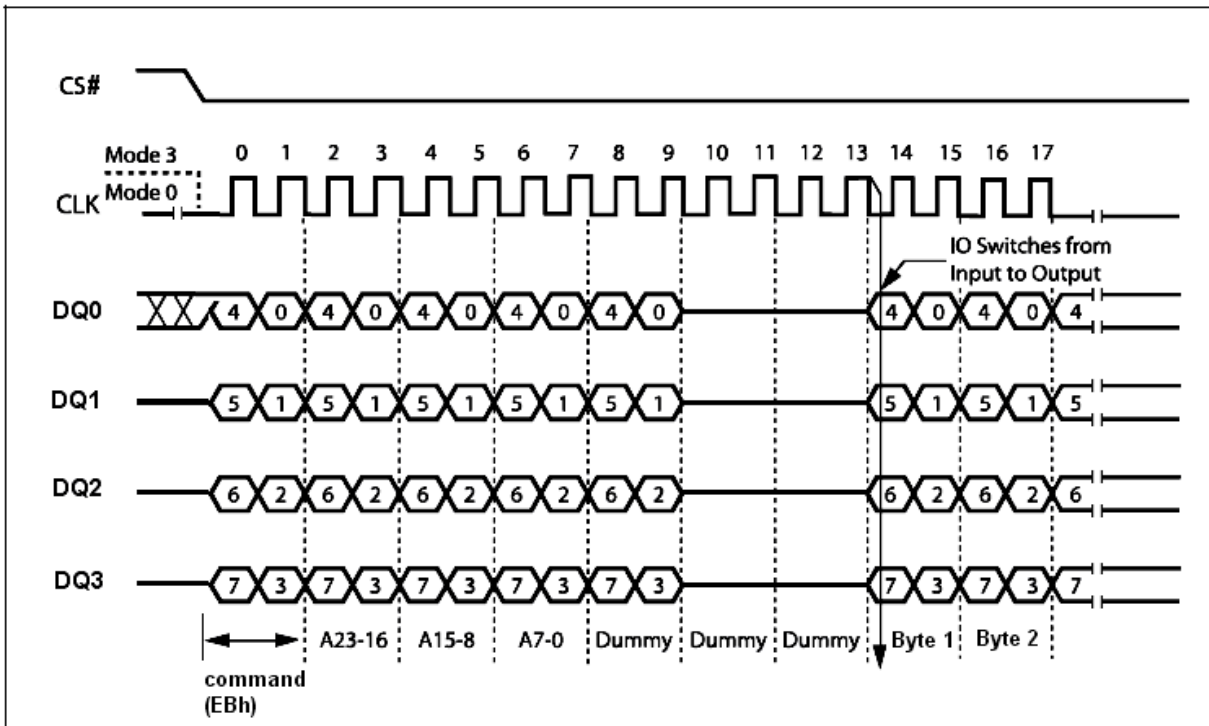 CS#
Mode 3 0 1 2 3 4 5 6 7 8 9 10 11 12 13 14 15 16 17
CLK Mode 0
IO Switches from
Input to Output
DQ0 4 0 4 0 4 0 4 0 4 0 4 0 4 0 4
DQ1 5 1 5 1 5 1 5 1 5 1 5 1 5 1 5
DQ2 6 2 6 2 6 2 6 2 6 2 6 2 6 2 6
DQ3 7 3 7 3 7 3 7 3 7 3 7 3 7 3 7
A23-16 A15-8 A7-0 Dummy Dummy Dummy Byte 1 Byte 2
command
(EBh)